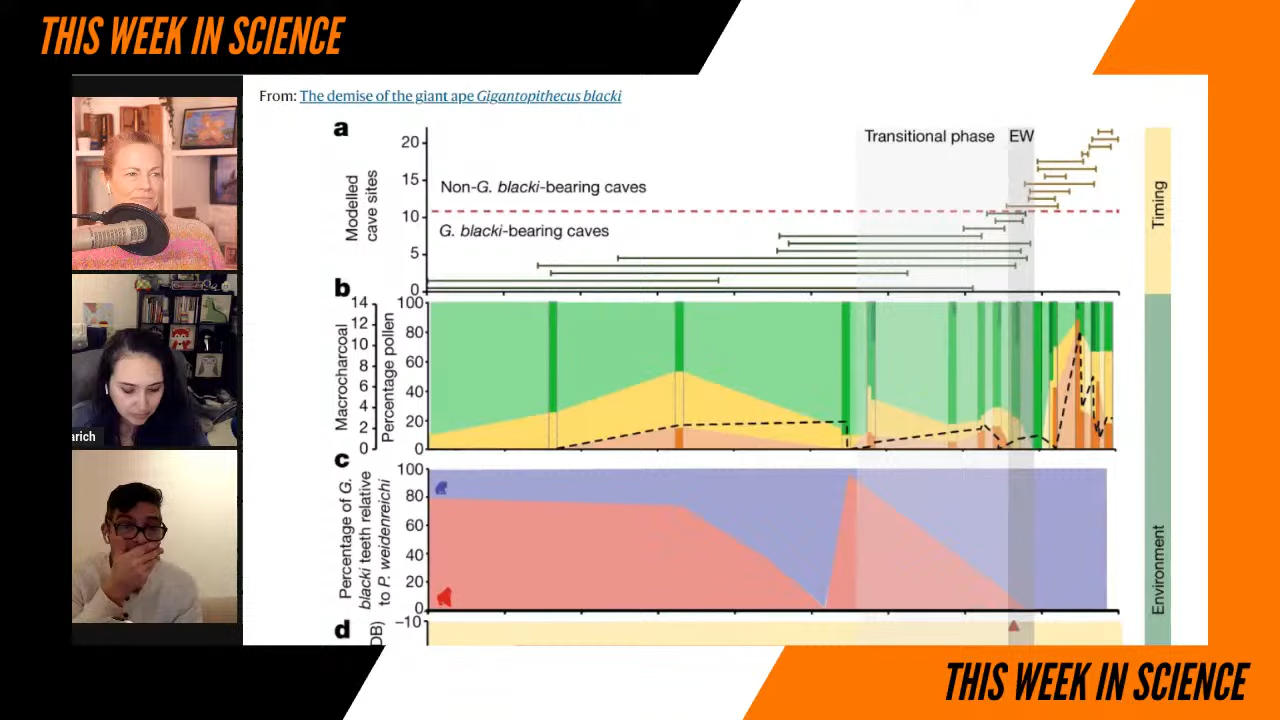 THIS WEEK IN SCIENCE
From: The demise of the giant ape Gigantopithecus blacki
a
Modelled
cave sites
20
15
10
5
0
Transitional phase
EW
Non-G. blacki-bearing caves
G. blacki-bearing caves
Timing
b
Macrocharcoal
14
12
10
8
6
4
2
0
Percentage pollen
100
80
60
40
20
0
c
Percentage of G.
blacki teeth relative
to P. weidenreichi
100
80
60
40
20
0
Environment
d
DB)
–10
arich
THIS WEEK IN SCIENCE